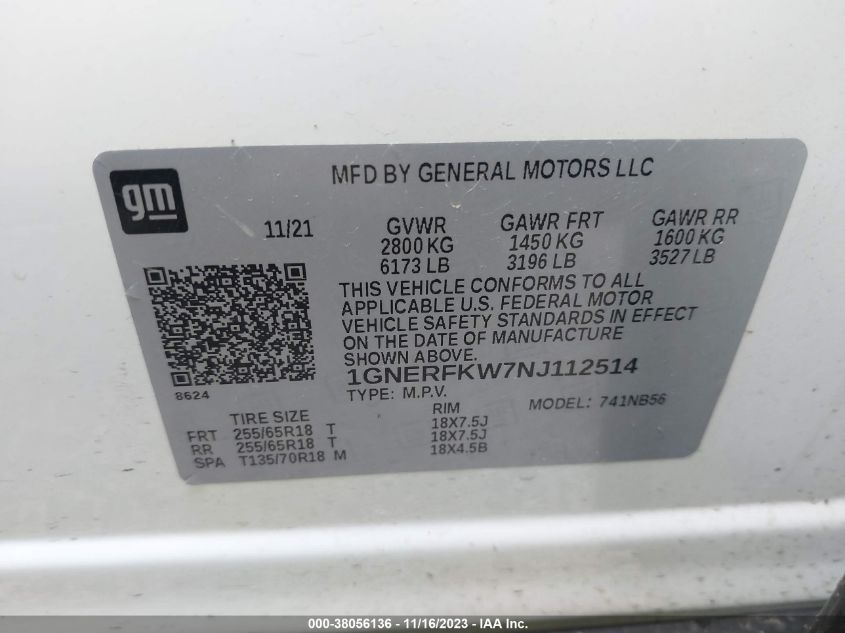 gm
MFD BY GENERAL MOTORS LLC
11/21
GVWR
2800 KG
6173 LB
GAWR FRT
1450 KG
3196 LB
GAWR RR
1600 KG
3527 LB
THIS VEHICLE CONFORMS TO ALL
APPLICABLE U.S. FEDERAL MOTOR
VEHICLE SAFETY STANDARDS IN EFFECT
ON THE DATE OF MANUFACTURE
SHOWN ABOVE.
1GNERFKW7NJ112514
8624
TYPE: M.P.V.
MODEL: 741NB56
TIRE SIZE RIM
FRT 255/65R18 T 18X7.5J
RR 255/65R18 T 18X7.5J
SPA T135/70R18 M 18X4.5B
000-38056136 - 11/16/2023 - IAAI.com